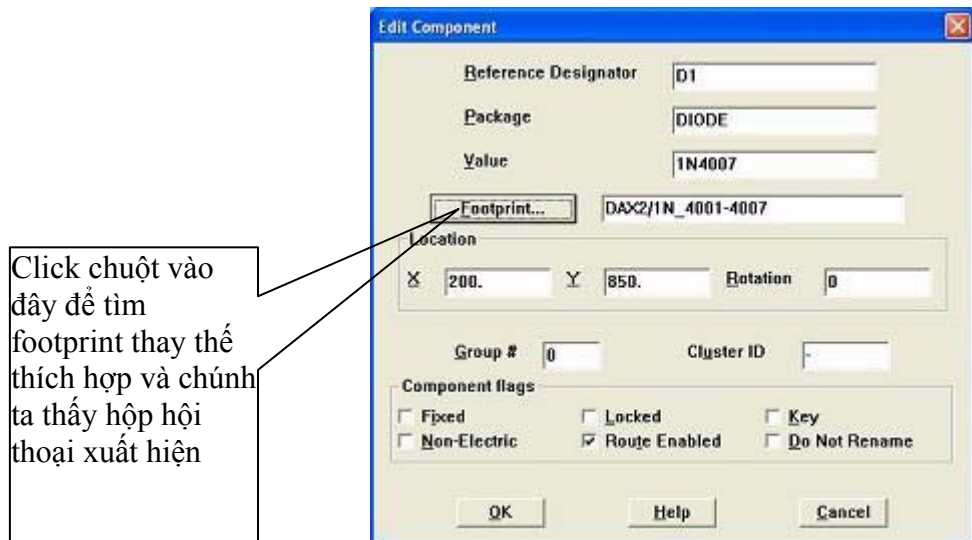 Edit Component
Reference Designator D1
Package DIODE
Value 1N4007
Footprint... DAX2/1N_4001-4007
Location
X 200. Y 850. Rotation 0
Group # 0 Cluster ID -
Component flags
Fixed Locked Key
Non-Electric Route Enabled Do Not Rename
OK Help Cancel
Click chuột vào
đây để tìm
footprint thay thế
thích hợp và chúnh
ta thấy hộp hội
thoại xuất hiện